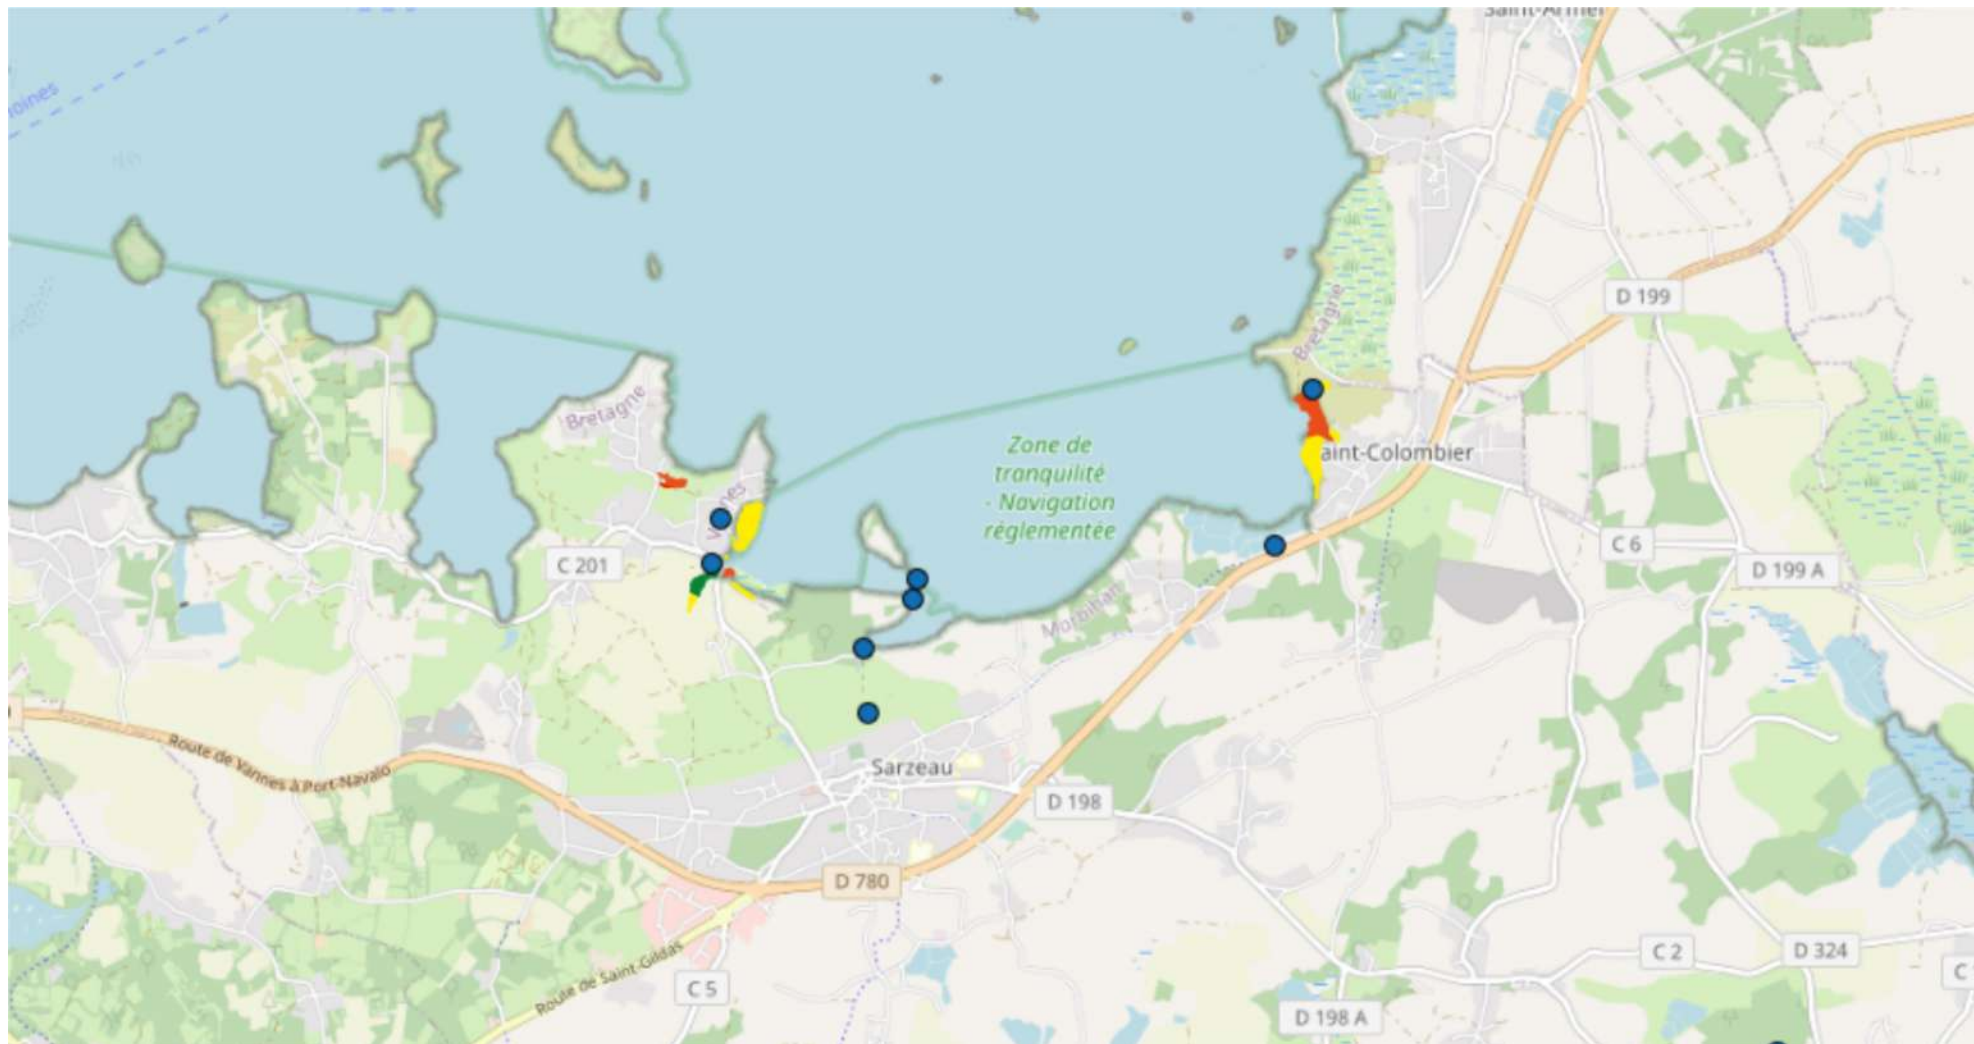 Saint-Armel
moines
D 199
Bretagne
Bretagne
Zone de
tranquilité
- Navigation
réglementée
aint-Colombier
C 201
C 6
D 199 A
Morbihan
Route de Vannes à Port-Navalo
Sarzeau
D 198
D 780
Route de Saint-Gildas
C 5
C 2
D 324
C
D 198 A